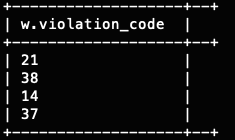 +-------------------+--+
| w.violation_code  |
+-------------------+--+
| 21                |
| 38                |
| 14                |
| 37                |
+-------------------+--+